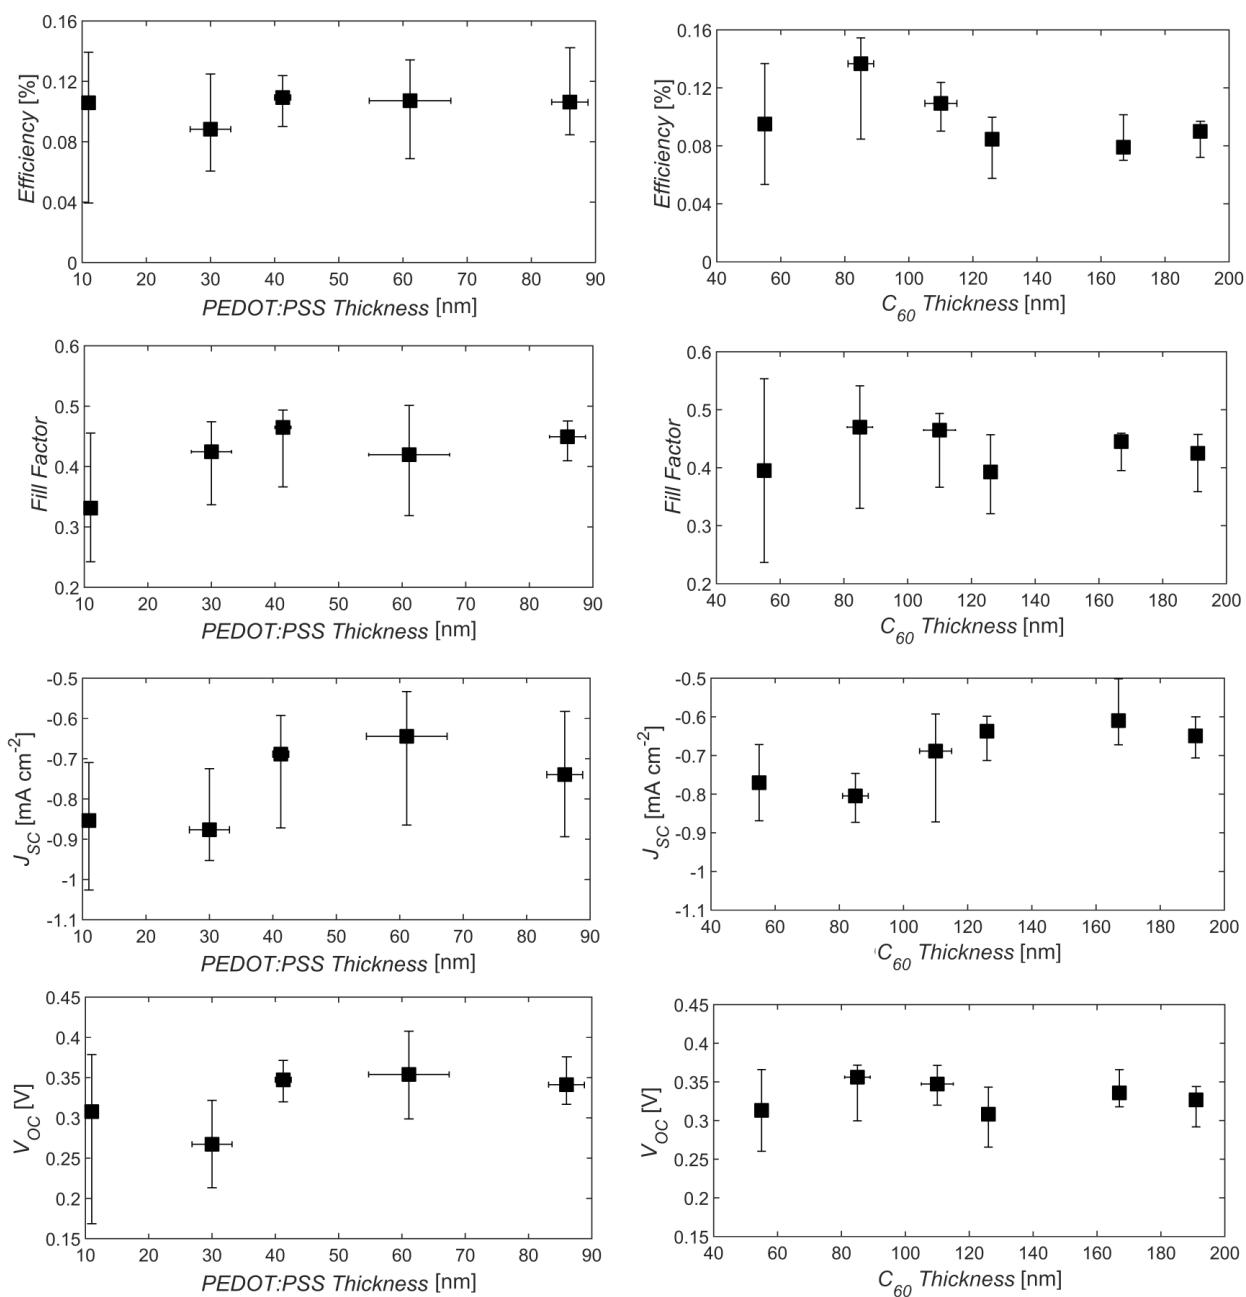 0.16
0.12
0.08
0.04
0
Efficiency [%]
10 20 30 40 50 60 70 80 90
PEDOT:PSS Thickness [nm]
0.16
0.12
0.08
0.04
0
Efficiency [%]
40 60 80 100 120 140 160 180 200
C60 Thickness [nm]
0.6
0.5
0.4
0.3
0.2
Fill Factor
10 20 30 40 50 60 70 80 90
PEDOT:PSS Thickness [nm]
0.6
0.5
0.4
0.3
0.2
Fill Factor
40 60 80 100 120 140 160 180 200
C60 Thickness [nm]
-0.5
-0.6
-0.7
-0.8
-0.9
-1
-1.1
JSC [mA cm-2]
10 20 30 40 50 60 70 80 90
PEDOT:PSS Thickness [nm]
-0.5
-0.6
-0.7
-0.8
-0.9
-1
-1.1
JSC [mA cm-2]
40 60 80 100 120 140 160 180 200
C60 Thickness [nm]
0.45
0.4
0.35
0.3
0.25
0.2
0.15
VOC [V]
10 20 30 40 50 60 70 80 90
PEDOT:PSS Thickness [nm]
0.45
0.4
0.35
0.3
0.25
0.2
0.15
VOC [V]
40 60 80 100 120 140 160 180 200
C60 Thickness [nm]